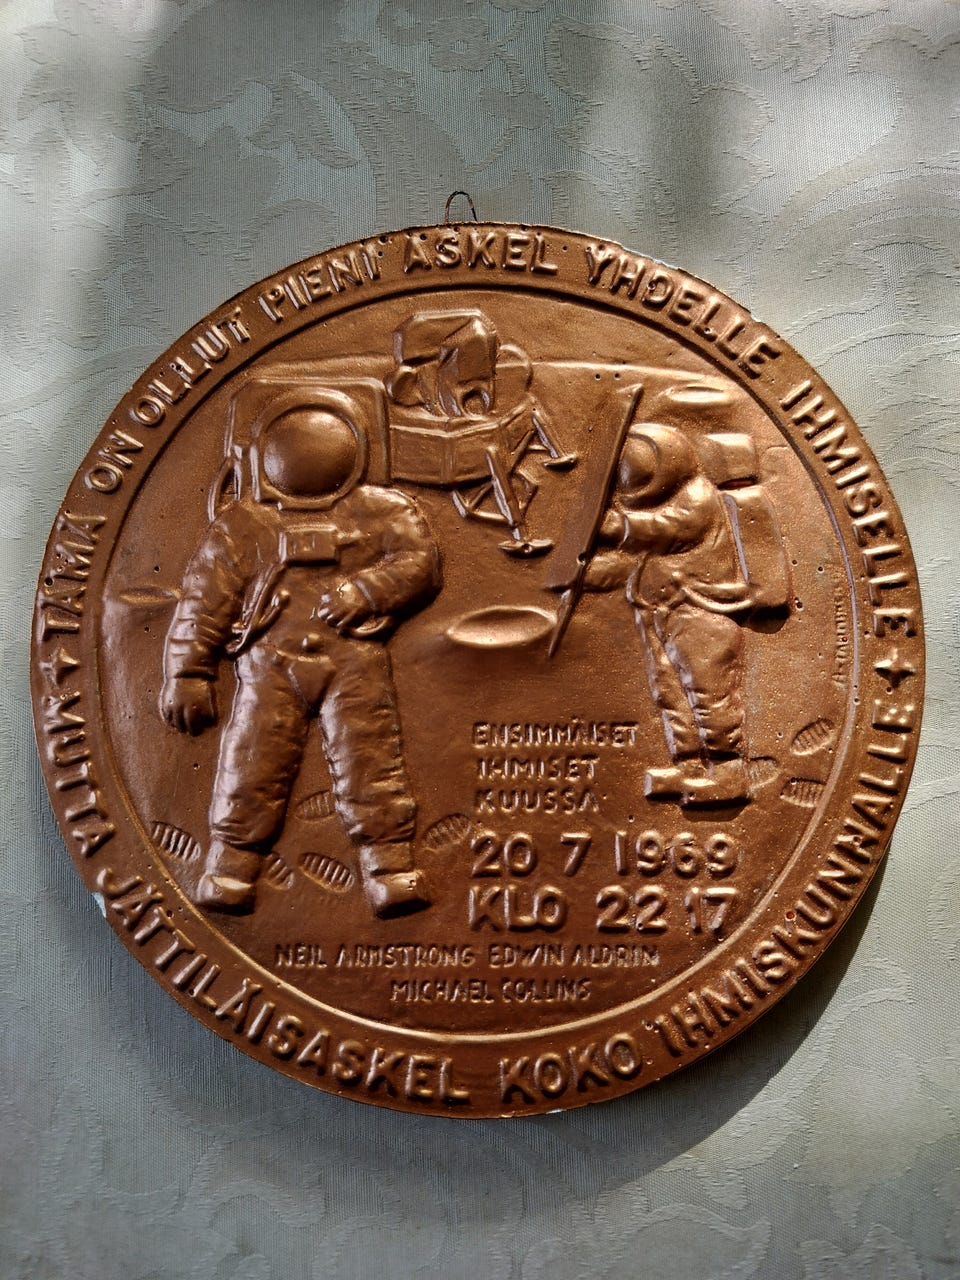 TÄMÄ ON OLLUT PIENI ASKEL YHDELLE IHMISELLE
MUTTA JÄTTILÄISASKEL KOKO IHMISKUNNALLE
ENSIMMÄISET
IHMISET
KUUSSA
20 7 1969
KLO 22 17
NEIL ARMSTRONG EDWIN ALDRIN
MICHAEL COLLINS